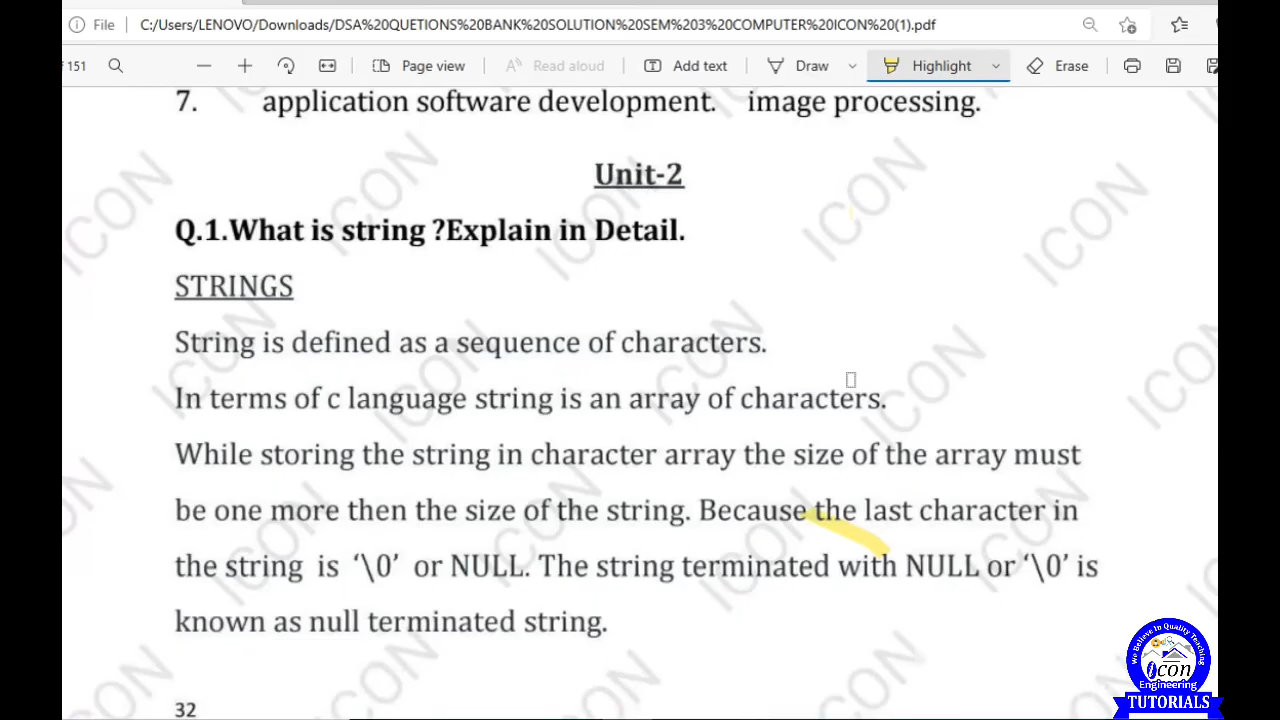 File C:/Users/LENOVO/Downloads/DSA%20QUETIONS%20BANK%20SOLUTION%20SEM%203%20COMPUTER%20ICON%20(1).pdf
of 151 Page view Read aloud Add text Draw Highlight Erase
7. application software development. image processing.
Unit-2
Q.1.What is string ?Explain in Detail.
STRINGS
String is defined as a sequence of characters.
In terms of c language string is an array of characters.
While storing the string in character array the size of the array must
be one more then the size of the string. Because the last character in
the string is ‘\0’ or NULL. The string terminated with NULL or ‘\0’ is
known as null terminated string.
32
ICON
We Believe In Quality Teaching
Icon
Engineering
TUTORIALS